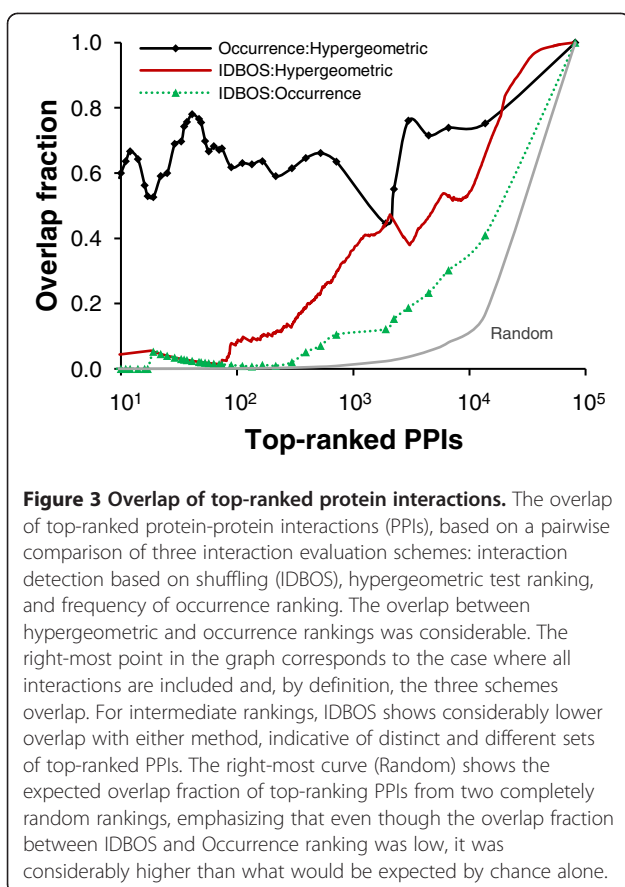 Overlap fraction
1.0
0.8
0.6
0.4
0.2
0.0
Occurrence:Hypergeometric
IDBOS:Hypergeometric
IDBOS:Occurrence
Random
10¹ 10² 10³ 10⁴ 10⁵
Top-ranked PPIs
Figure 3 Overlap of top-ranked protein interactions. The overlap
of top-ranked protein-protein interactions (PPIs), based on a pairwise
comparison of three interaction evaluation schemes: interaction
detection based on shuffling (IDBOS), hypergeometric test ranking,
and frequency of occurrence ranking. The overlap between
hypergeometric and occurrence rankings was considerable. The
right-most point in the graph corresponds to the case where all
interactions are included and, by definition, the three schemes
overlap. For intermediate rankings, IDBOS shows considerably lower
overlap with either method, indicative of distinct and different sets
of top-ranked PPIs. The right-most curve (Random) shows the
expected overlap fraction of top-ranking PPIs from two completely
random rankings, emphasizing that even though the overlap fraction
between IDBOS and Occurrence ranking was low, it was
considerably higher than what would be expected by chance alone.